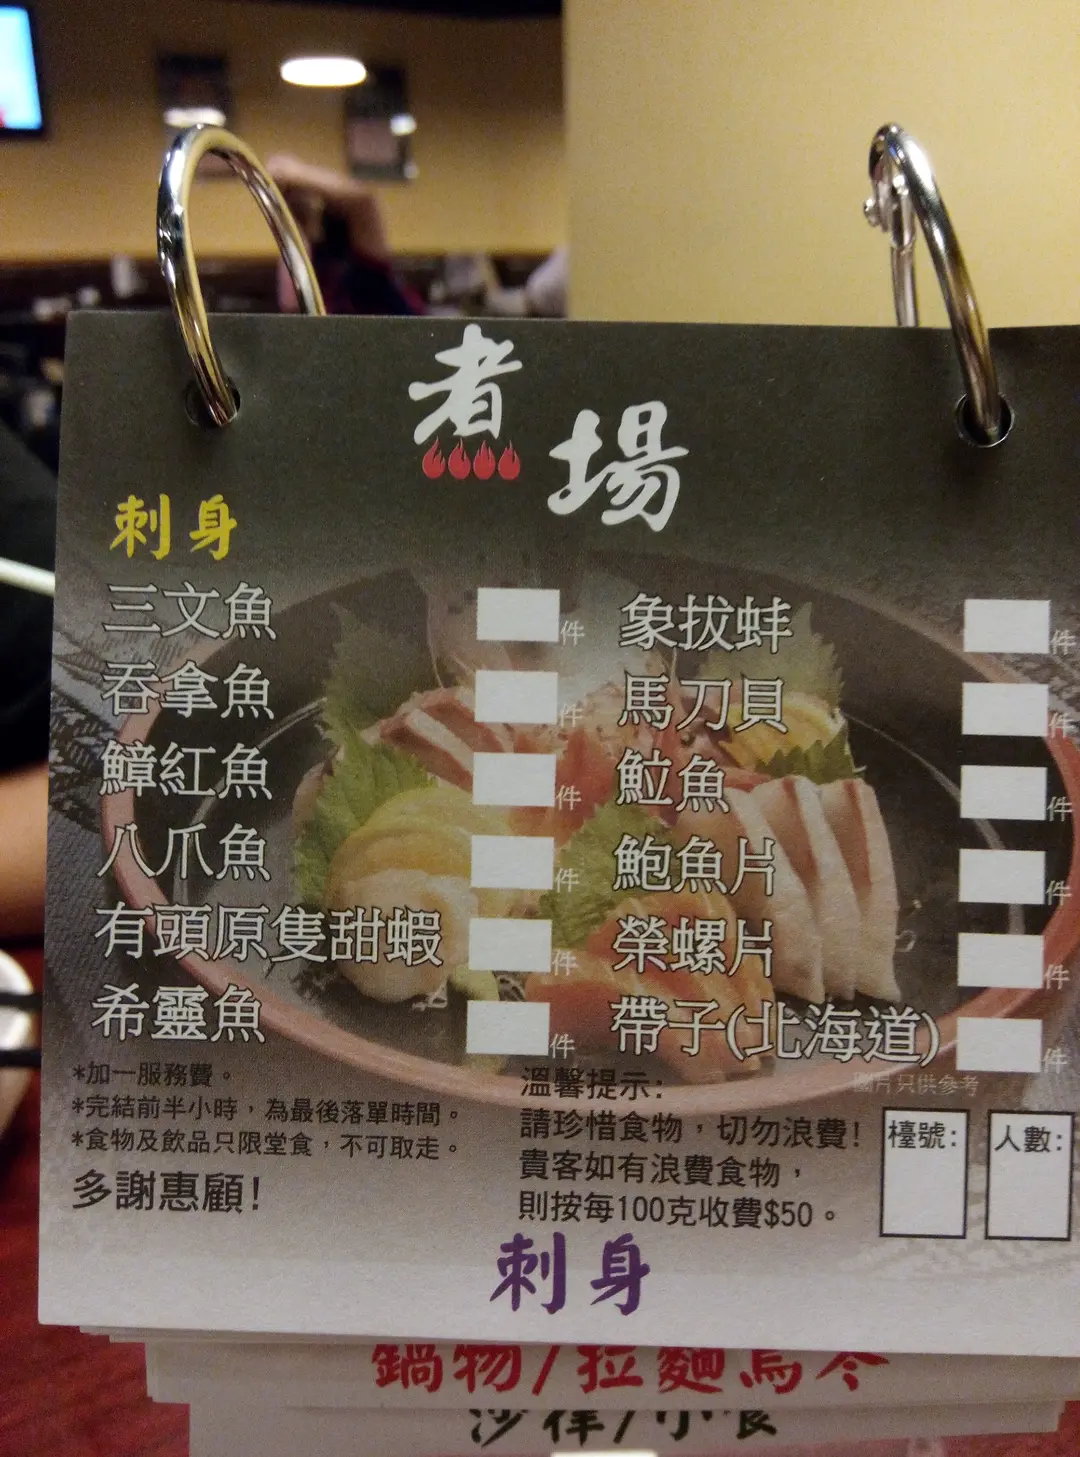 煮場
刺身
三文魚 件
吞拿魚 件
鱆紅魚 件
八爪魚 件
有頭原隻甜蝦 件
希靈魚 件
象拔蚌 件
馬刀貝 件
鮋魚 件
鮑魚片 件
榮螺片 件
帶子(北海道) 件
*加一服務費。
*完結前半小時，為最後落單時間。
*食物及飲品只限堂食，不可取走。
多謝惠顧!
溫馨提示:
請珍惜食物，切勿浪費!
貴客如有浪費食物，
則按每100克收費$50。
圖片只供參考
檯號:
人數:
刺身
鍋物/拉麵烏冬
沙律/小食